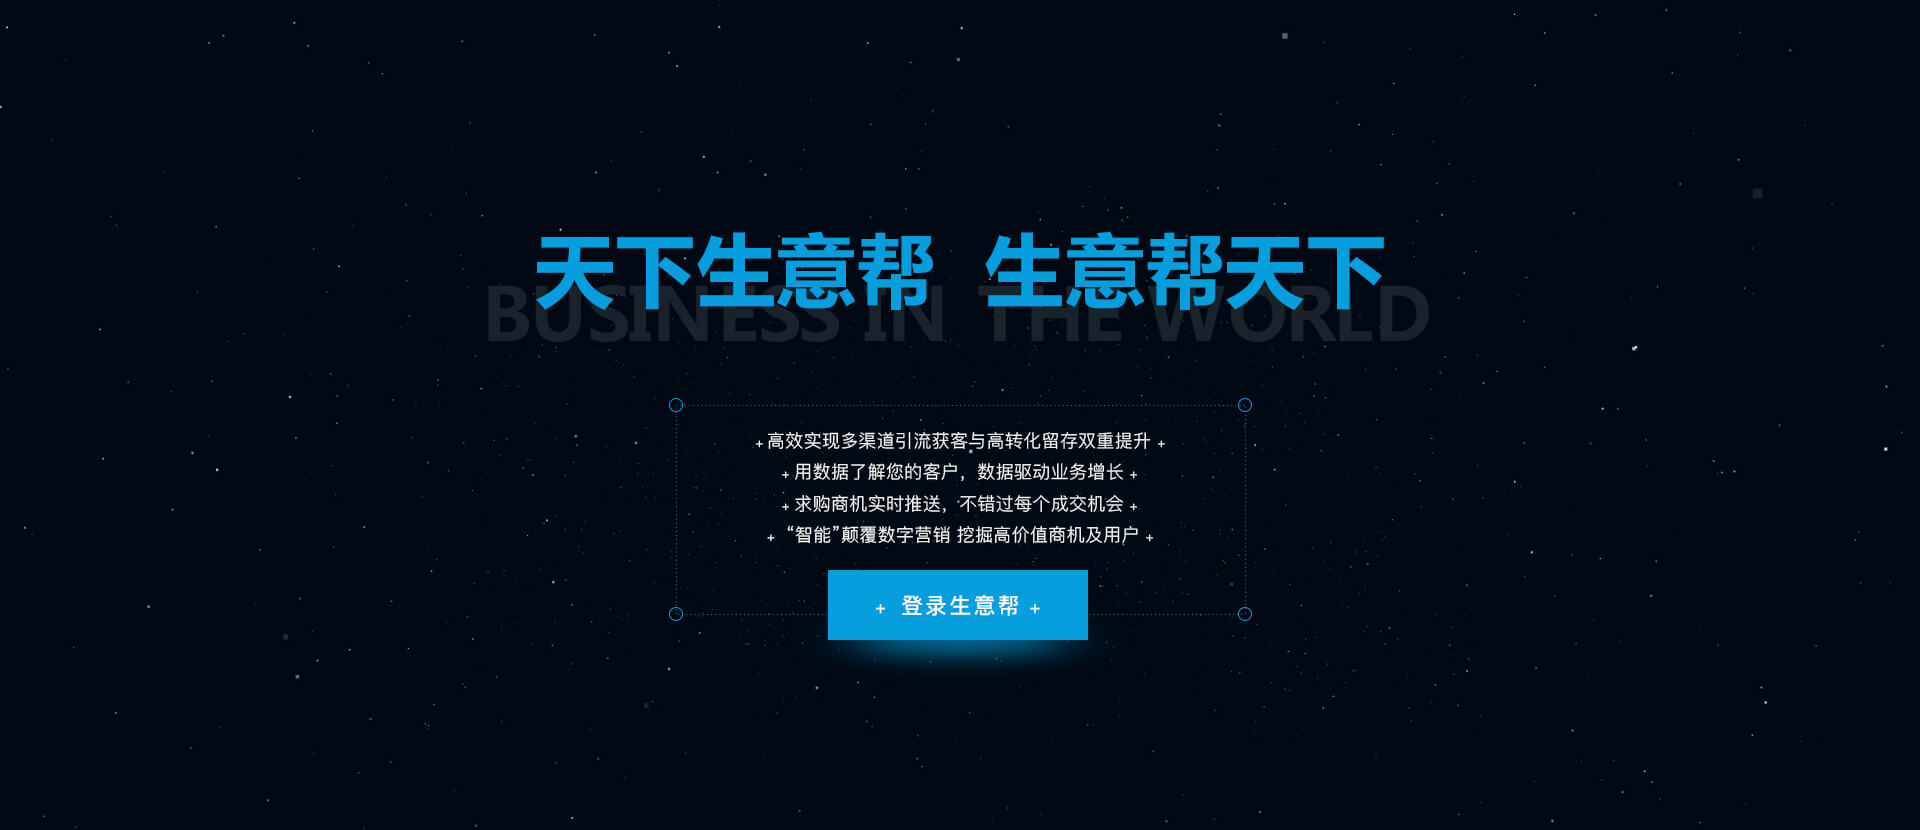 天下生意帮 生意帮天下
BUSINESS IN THE WORLD
+ 高效实现多渠道引流获客与高转化留存双重提升 +
+ 用数据了解您的客户，数据驱动业务增长 +
+ 求购商机实时推送，不错过每个成交机会 +
+ “智能”颠覆数字营销 挖掘高价值商机及用户 +
+ 登录生意帮 +